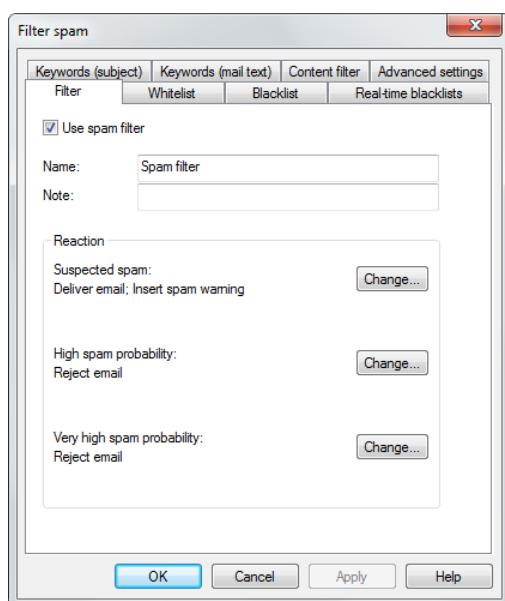 Filter spam
Keywords (subject) Keywords (mail text) Content filter Advanced settings
Filter Whitelist Blacklist Real-time blacklists
Use spam filter
Name: Spam filter
Note:
Reaction
Suspected spam:
Deliver email; Insert spam warning
Change...
High spam probability:
Reject email
Change...
Very high spam probability:
Reject email
Change...
OK Cancel Apply Help